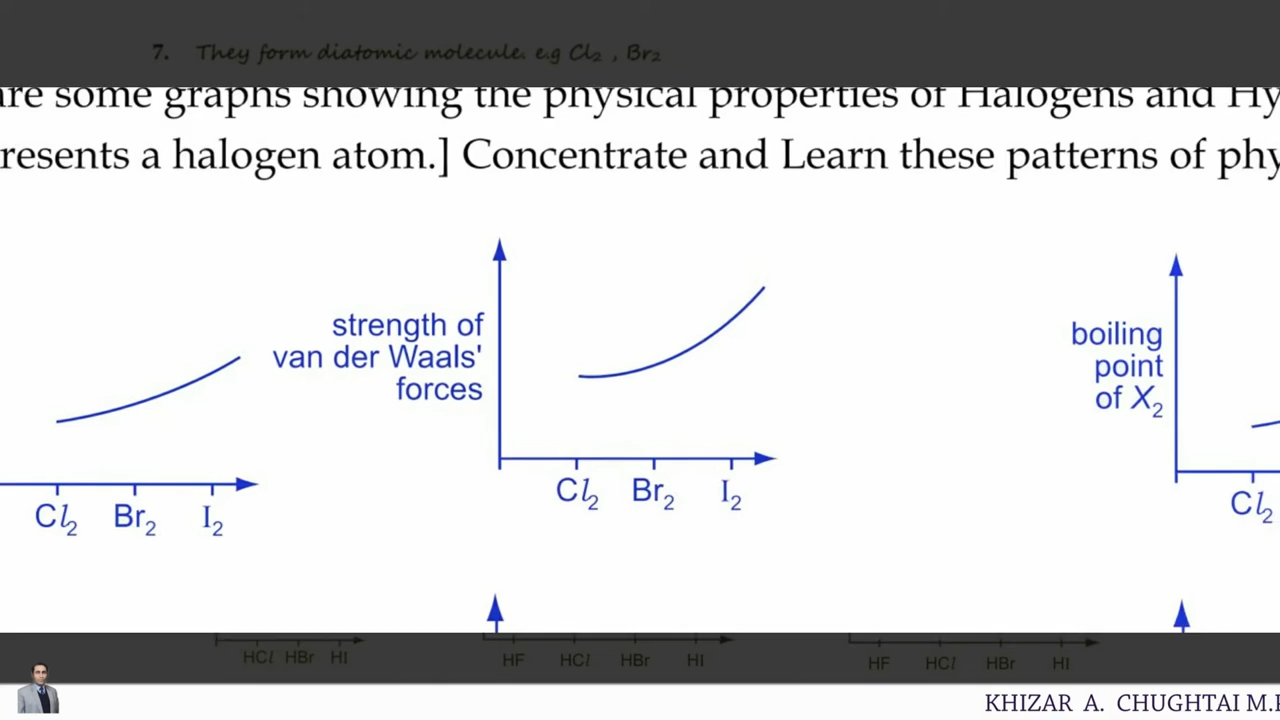 7. They form diatomic molecule. e.g Cl₂ , Br₂
are some graphs showing the physical properties of Halogens and Hy
resents a halogen atom.] Concentrate and Learn these patterns of phy
strength of
van der Waals'
forces
Cl₂ Br₂ I₂
Cl₂ Br₂ I₂
boiling
point
of X₂
Cl₂
HCl HBr HI
HF HCl HBr HI
HF HCl HBr HI
KHIZAR A. CHUGHTAI M.P